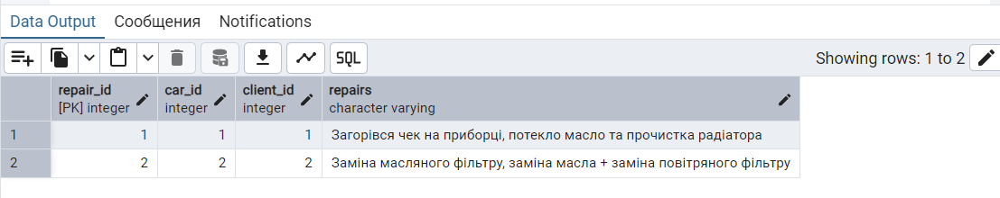 Data Output Сообщения Notifications
SQL Showing rows: 1 to 2
repair_id car_id client_id repairs
[PK] integer integer integer character varying
1 1 1 1 Загорівся чек на приборці, потекло масло та прочистка радіатора
2 2 2 2 Заміна масляного фільтру, заміна масла + заміна повітряного фільтру